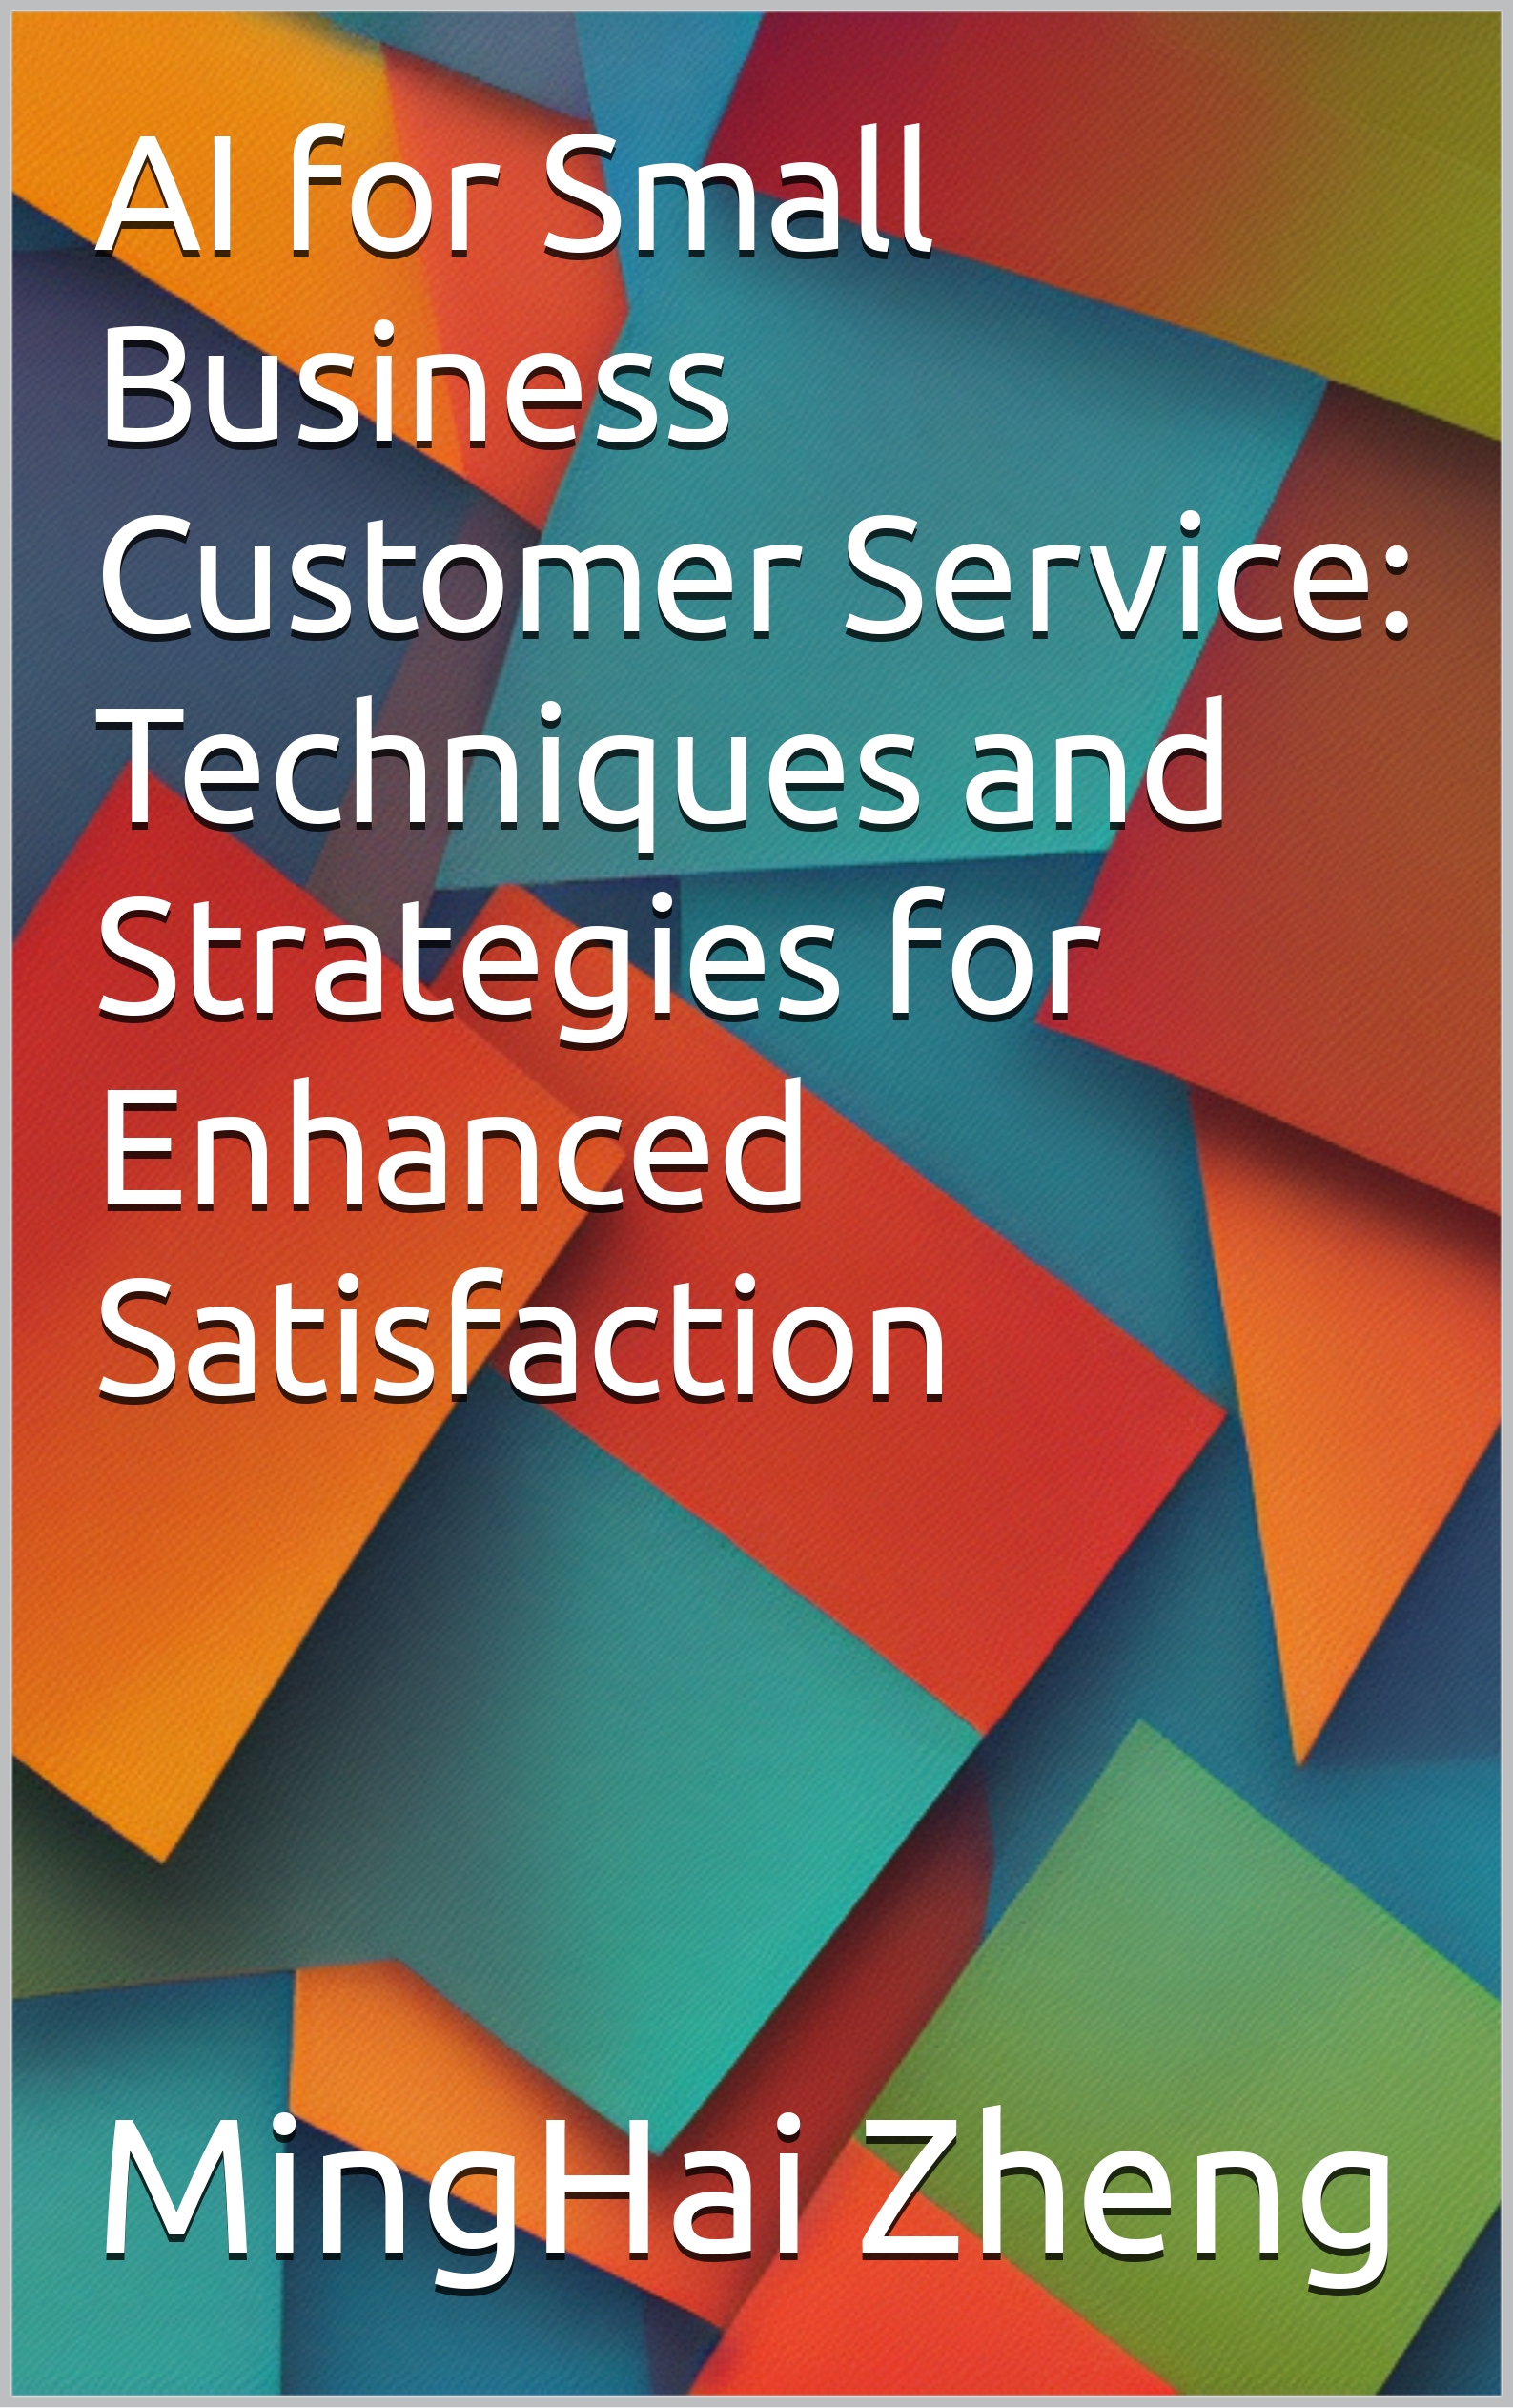 AI for Small
Business
Customer Service:
Techniques and
Strategies for
Enhanced
Satisfaction
MingHai Zheng